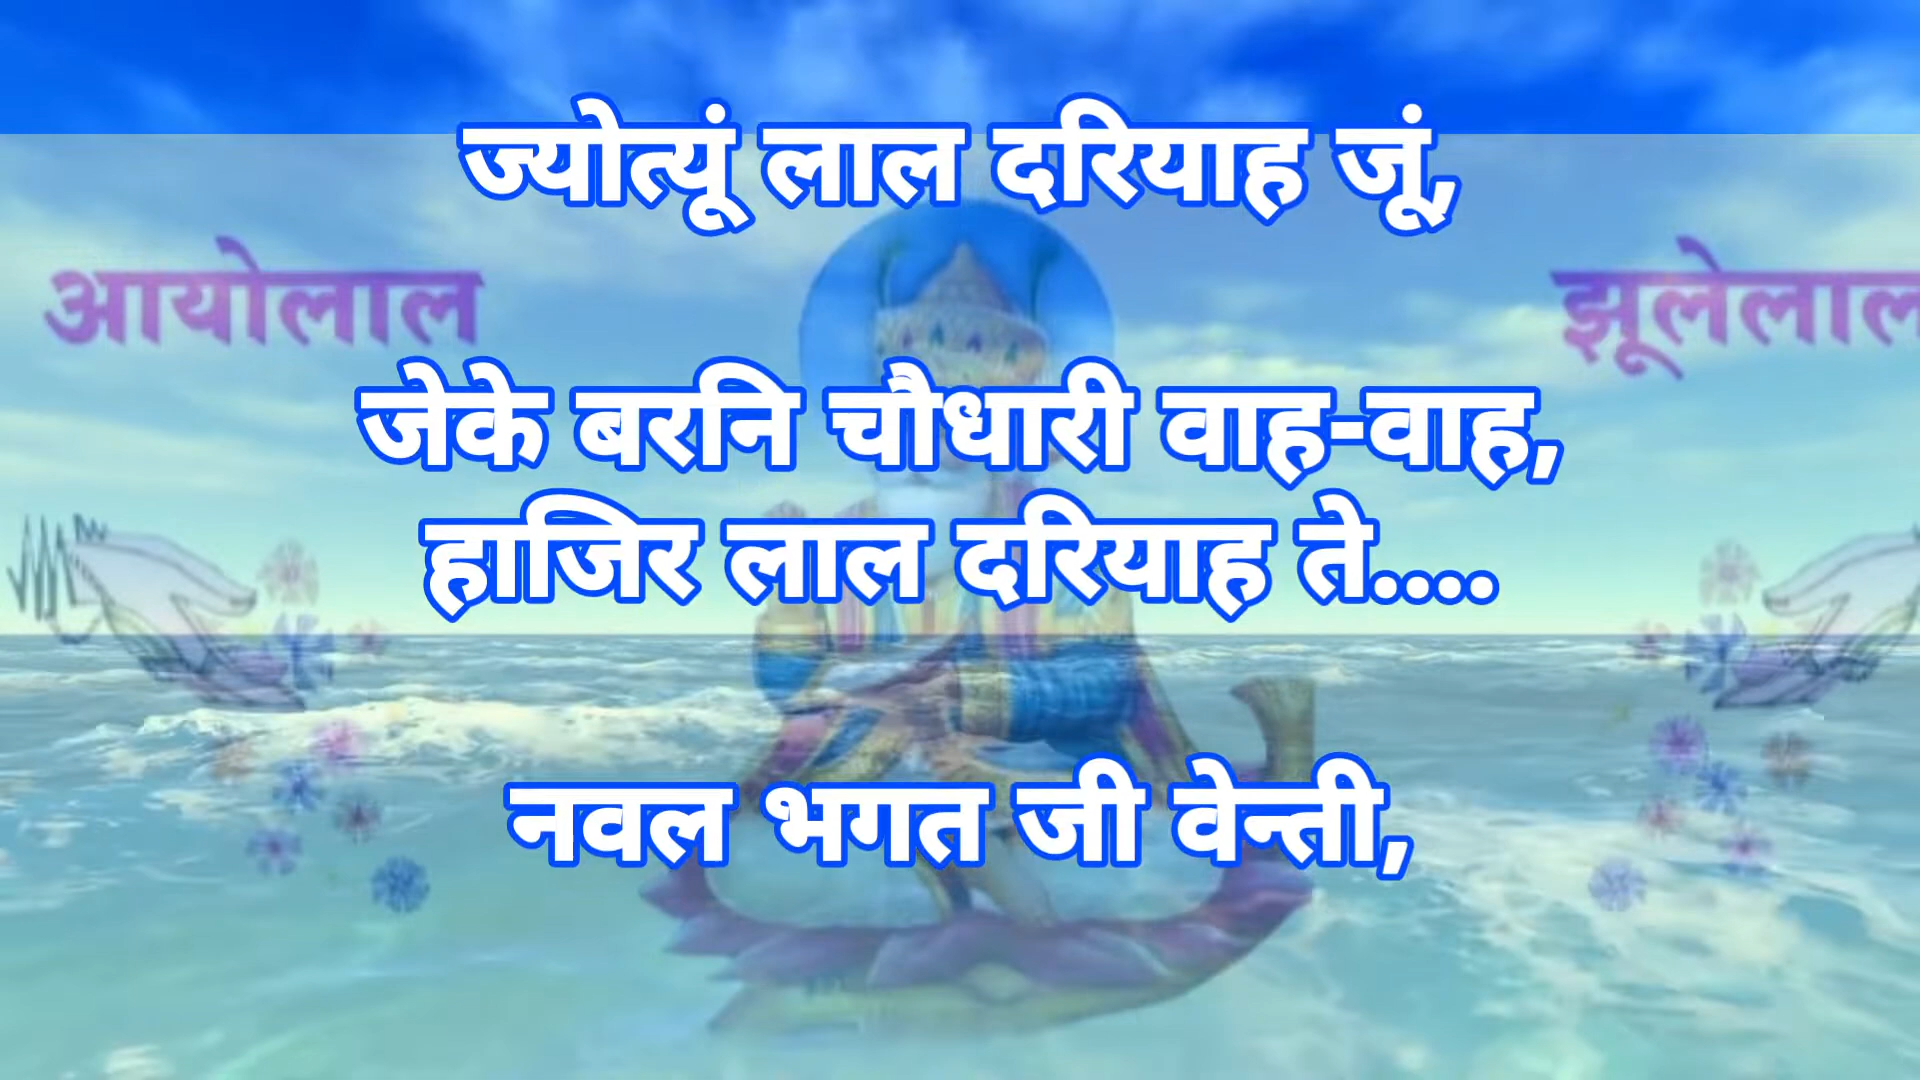 ज्योत्यूं लाल दरियाह जूं,
आयोलाल
झूलेलाल
जेके बरनि चौधारी वाह-वाह,
हाजिर लाल दरियाह ते....
नवल भगत जी वेन्ती,